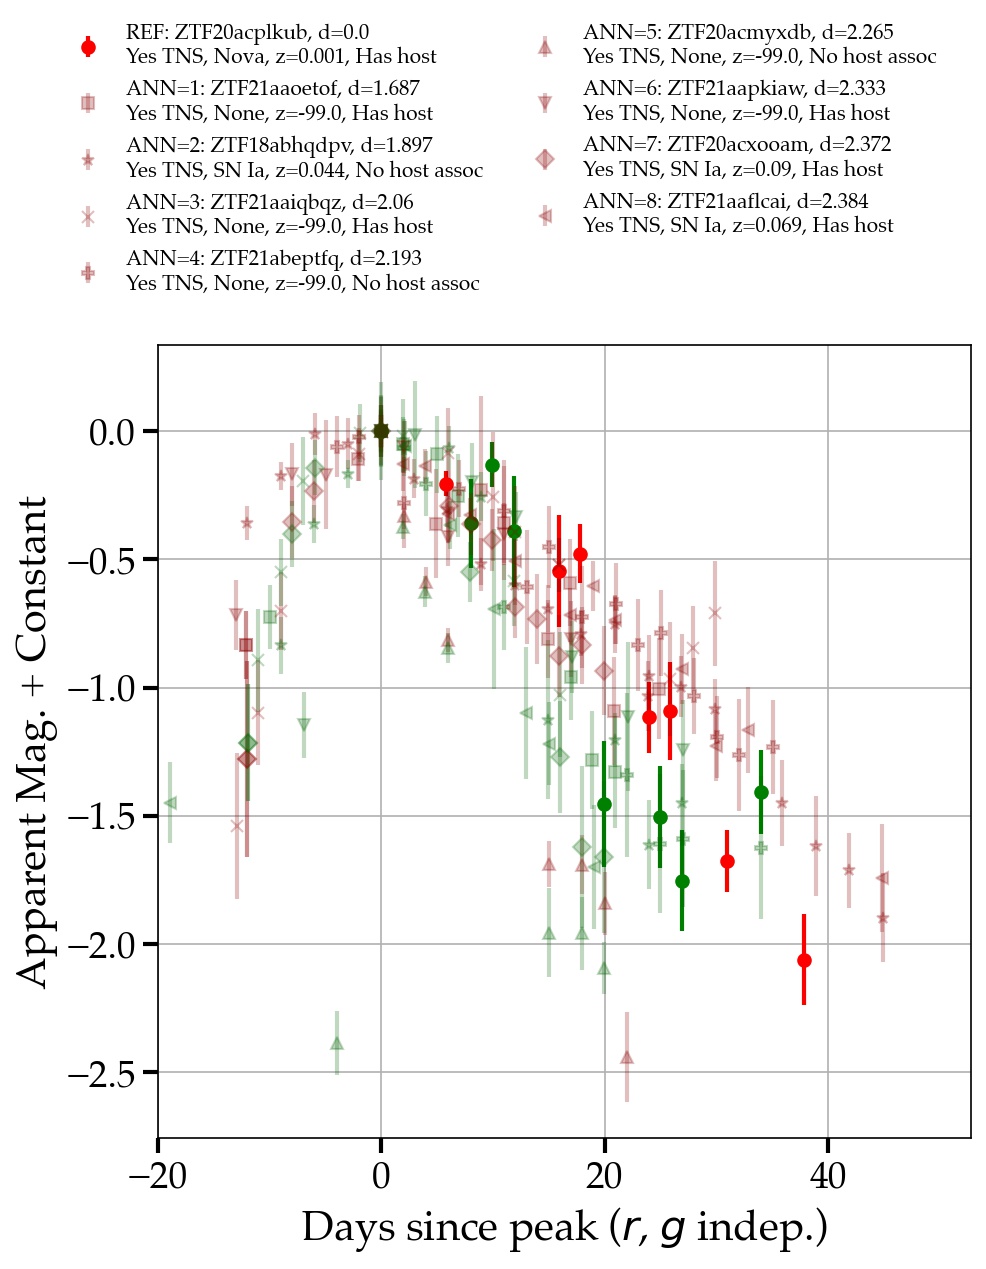 REF: ZTF20acplkub, d=0.0
Yes TNS, Nova, z=0.001, Has host
ANN=1: ZTF21aaoetof, d=1.687
Yes TNS, None, z=-99.0, Has host
ANN=2: ZTF18abhqdpv, d=1.897
Yes TNS, SN Ia, z=0.044, No host assoc
ANN=3: ZTF21aaiqbqz, d=2.06
Yes TNS, None, z=-99.0, Has host
ANN=4: ZTF21abeptfq, d=2.193
Yes TNS, None, z=-99.0, No host assoc
ANN=5: ZTF20acmyxdb, d=2.265
Yes TNS, None, z=-99.0, No host assoc
ANN=6: ZTF21aapkiaw, d=2.333
Yes TNS, None, z=-99.0, Has host
ANN=7: ZTF20acxooam, d=2.372
Yes TNS, SN Ia, z=0.09, Has host
ANN=8: ZTF21aaflcai, d=2.384
Yes TNS, SN Ia, z=0.069, Has host
Apparent Mag. + Constant
0.0
−0.5
−1.0
−1.5
−2.0
−2.5
−20
0
20
40
Days since peak (r, g indep.)